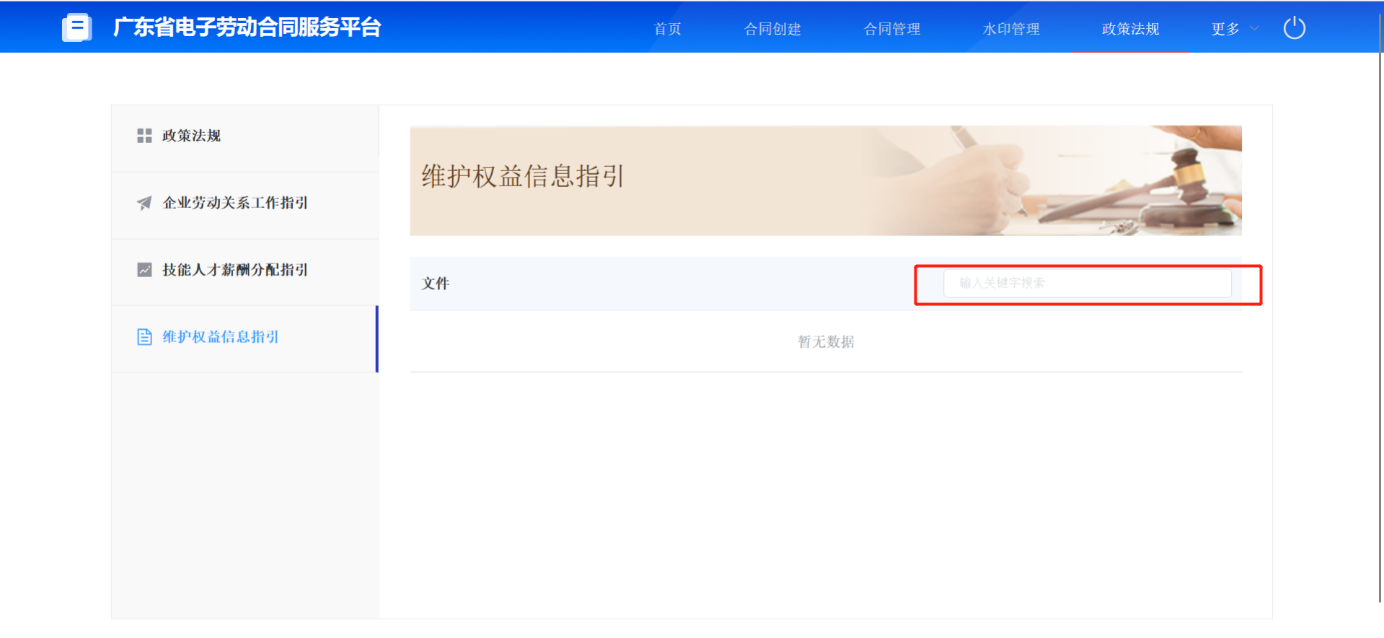 广东省电子劳动合同服务平台
首页 合同创建 合同管理 水印管理 政策法规 更多
政策法规
企业劳动关系工作指引
技能人才薪酬分配指引
维护权益信息指引
维护权益信息指引
文件
输入关键字搜索
暂无数据